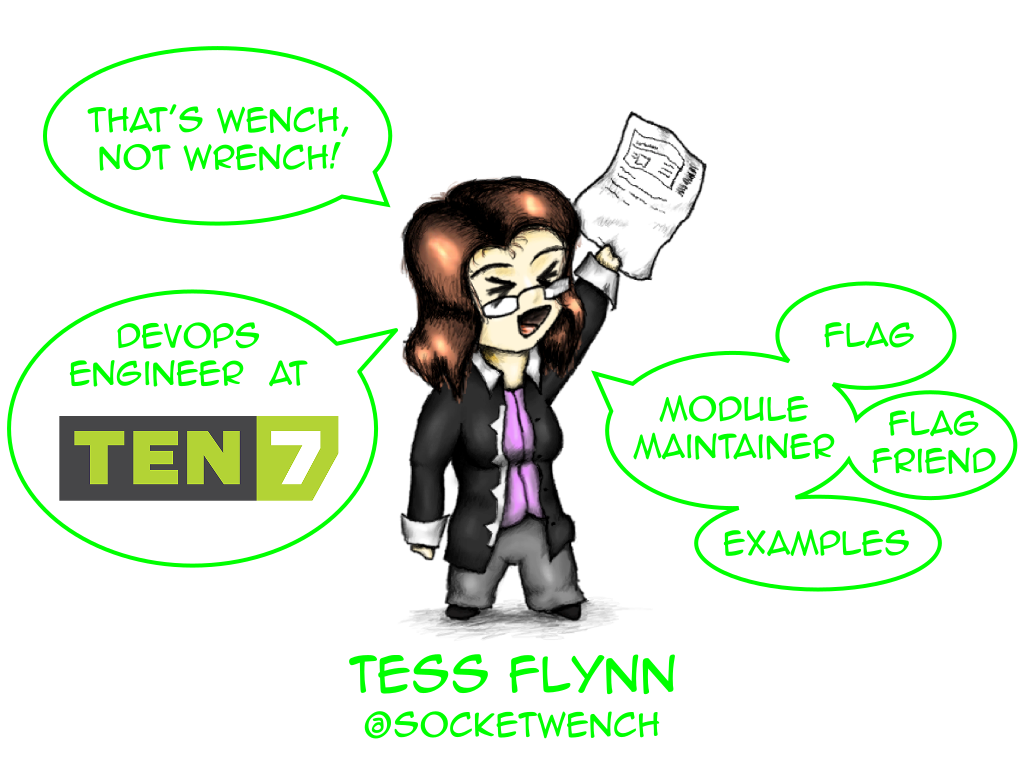 THAT'S WENCH,
NOT WRENCH!
DEVOPS
ENGINEER AT
TEN7
FLAG
MODULE
MAINTAINER
FLAG
FRIEND
EXAMPLES
TESS FLYNN
@SOCKETWENCH